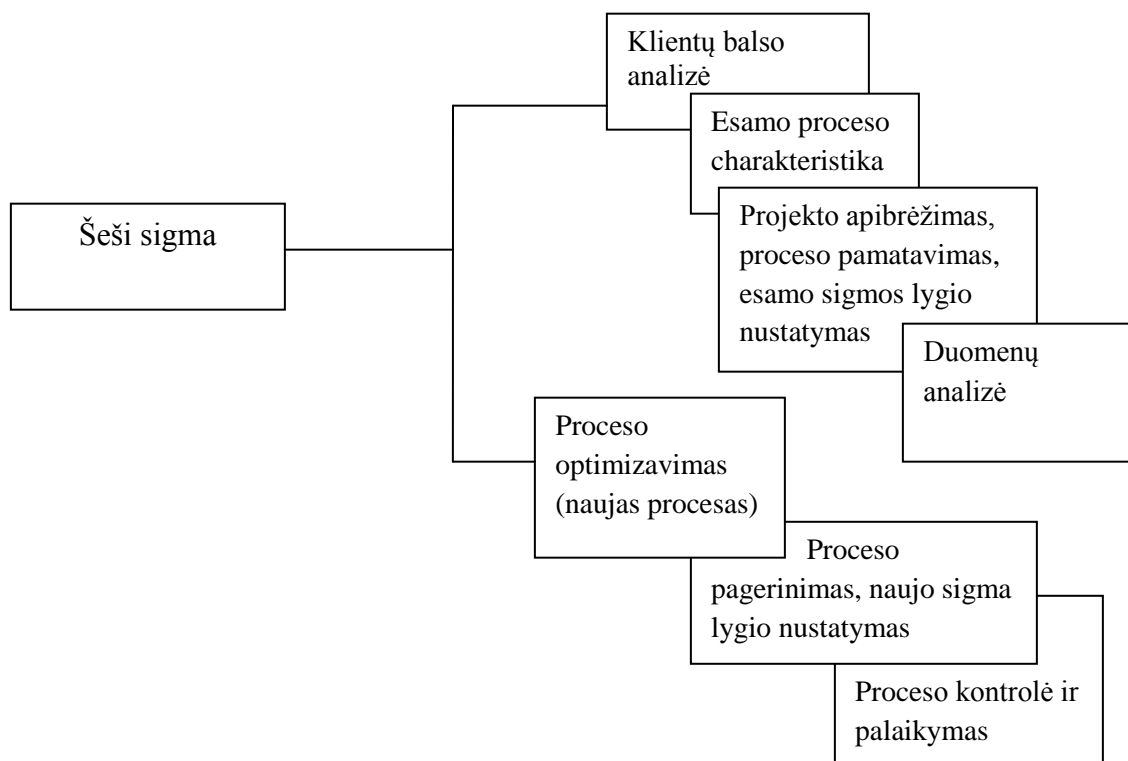 Klientų balso
analizė
Esamo proceso
charakteristika
Šeši sigma
Projekto apibrėžimas,
proceso pamatavimas,
esamo sigmos lygio
nustatymas
Duomenų
analizė
Proceso
optimizavimas
(naujas procesas)
Proceso
pagerinimas, naujo sigma
lygio nustatymas
Proceso kontrolė ir
palaikymas